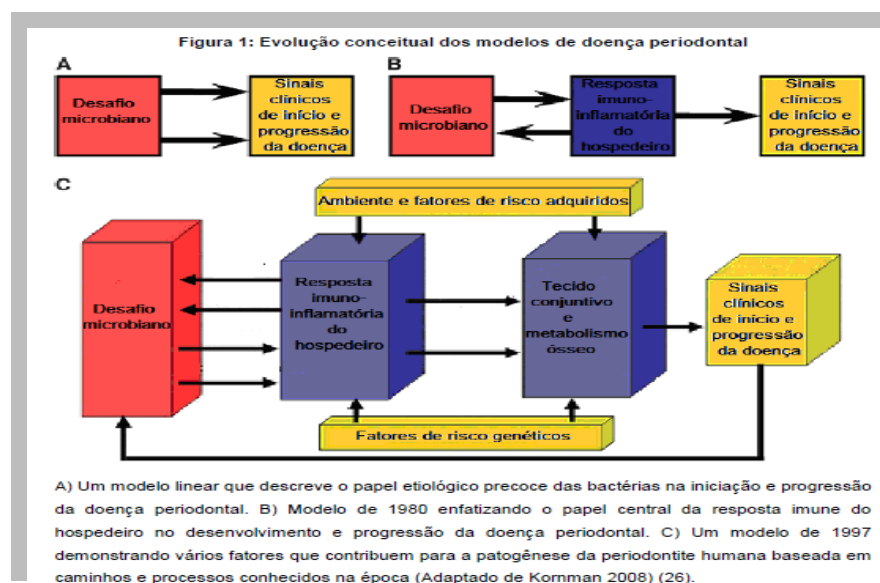 Figura 1: Evolução conceitual dos modelos de doença periodontal
A
Desafio
microbiano
Sinais
clínicos
de início e
progressão
da doença
B
Desafio
microbiano
Resposta
imuno-
inflamatória
do
hospedeiro
Sinais
clínicos
de início e
progressão
da doença
C
Ambiente e fatores de risco adquiridos
Desafio
microbiano
Resposta
imuno-
inflamatória
do
hospedeiro
Tecido
conjuntivo
e
metabolismo
ósseo
Sinais
clínicos
de início e
progressão
da doença
Fatores de risco genéticos
A) Um modelo linear que descreve o papel etiológico precoce das bactérias na iniciação e progressão
da doença periodontal. B) Modelo de 1980 enfatizando o papel central da resposta imune do
hospedeiro no desenvolvimento e progressão da doença periodontal. C) Um modelo de 1997
demonstrando vários fatores que contribuem para a patogênese da periodontite humana baseada em
caminhos e processos conhecidos na época (Adaptado de Kornman 2008) (26).